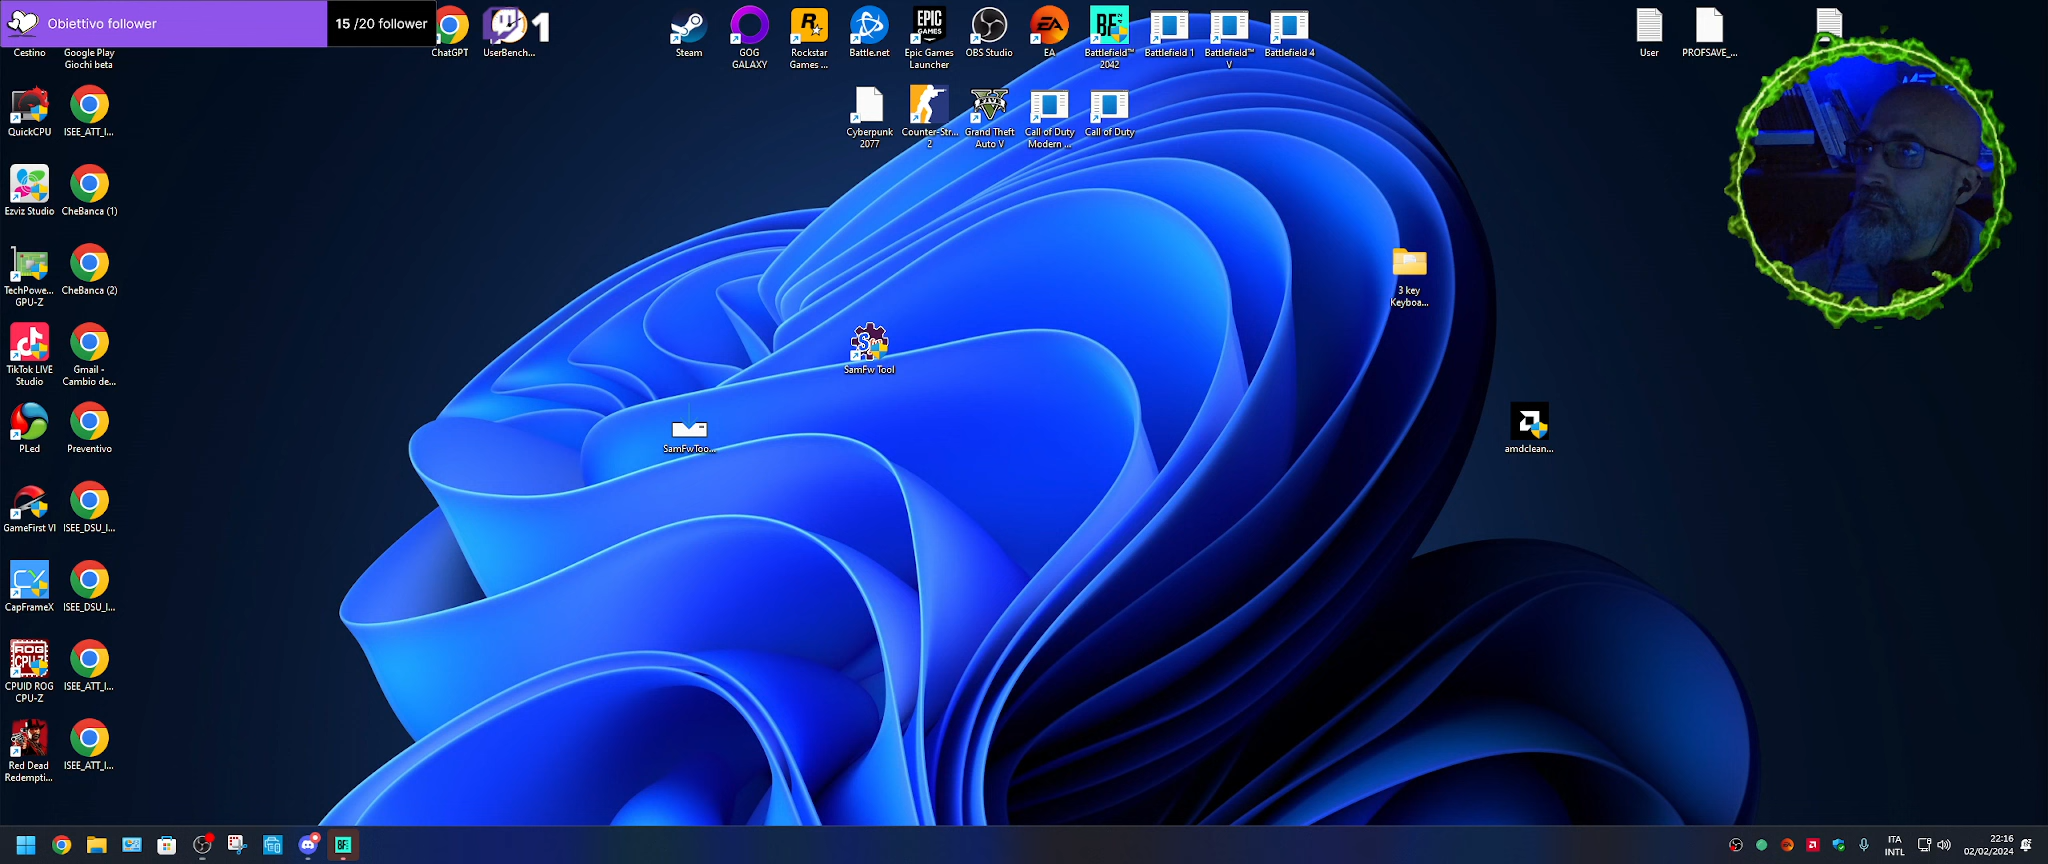 Obiettivo follower
15 /20 follower
1
Cestino
Google Play
Giochi beta
ChatGPT
UserBench...
Steam
GOG
GALAXY
Rockstar
Games ...
Battle.net
Epic Games
Launcher
OBS Studio
EA
Battlefield™
2042
Battlefield 1
Battlefield™
V
Battlefield 4
User
PROFSAVE_...
QuickCPU
ISEE_ATT_I...
Cyberpunk
2077
Counter-Str...
2
Grand Theft
Auto V
Call of Duty
Modern ...
Call of Duty
Ezviz Studio
CheBanca (1)
TechPowe...
GPU-Z
CheBanca (2)
3 key
Keyboa...
TikTok LIVE
Studio
Gmail -
Cambio de...
SamFw Tool
PLed
Preventivo
SamFwToo...
amdclean...
GameFirst VI
ISEE_DSU_I...
CapFrameX
ISEE_DSU_I...
CPUID ROG
CPU-Z
ISEE_ATT_I...
Red Dead
Redempti...
ISEE_ATT_I...
ITA
INTL
22:16
02/02/2024